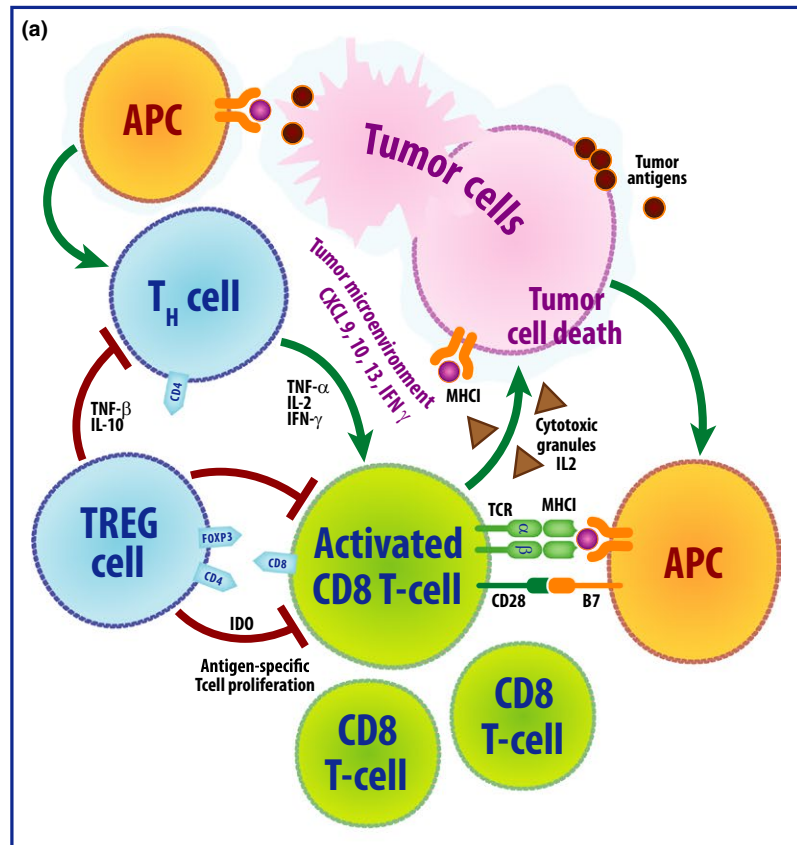 (a)
APC
Tumor cells
Tumor
antigens
T_H cell
CD4
Tumor microenvironment
CXCL 9, 10, 13, IFN γ
Tumor
cell death
MHCI
TNF-α
IL-2
IFN-γ
TNF-β
IL-10
Cytotoxic
granules
IL2
TREG
cell
FOXP3
CD4
CD8
Activated
CD8 T-cell
TCR
MHCI
α
β
CD28
B7
APC
IDO
Antigen-specific
Tcell proliferation
CD8
T-cell
CD8
T-cell